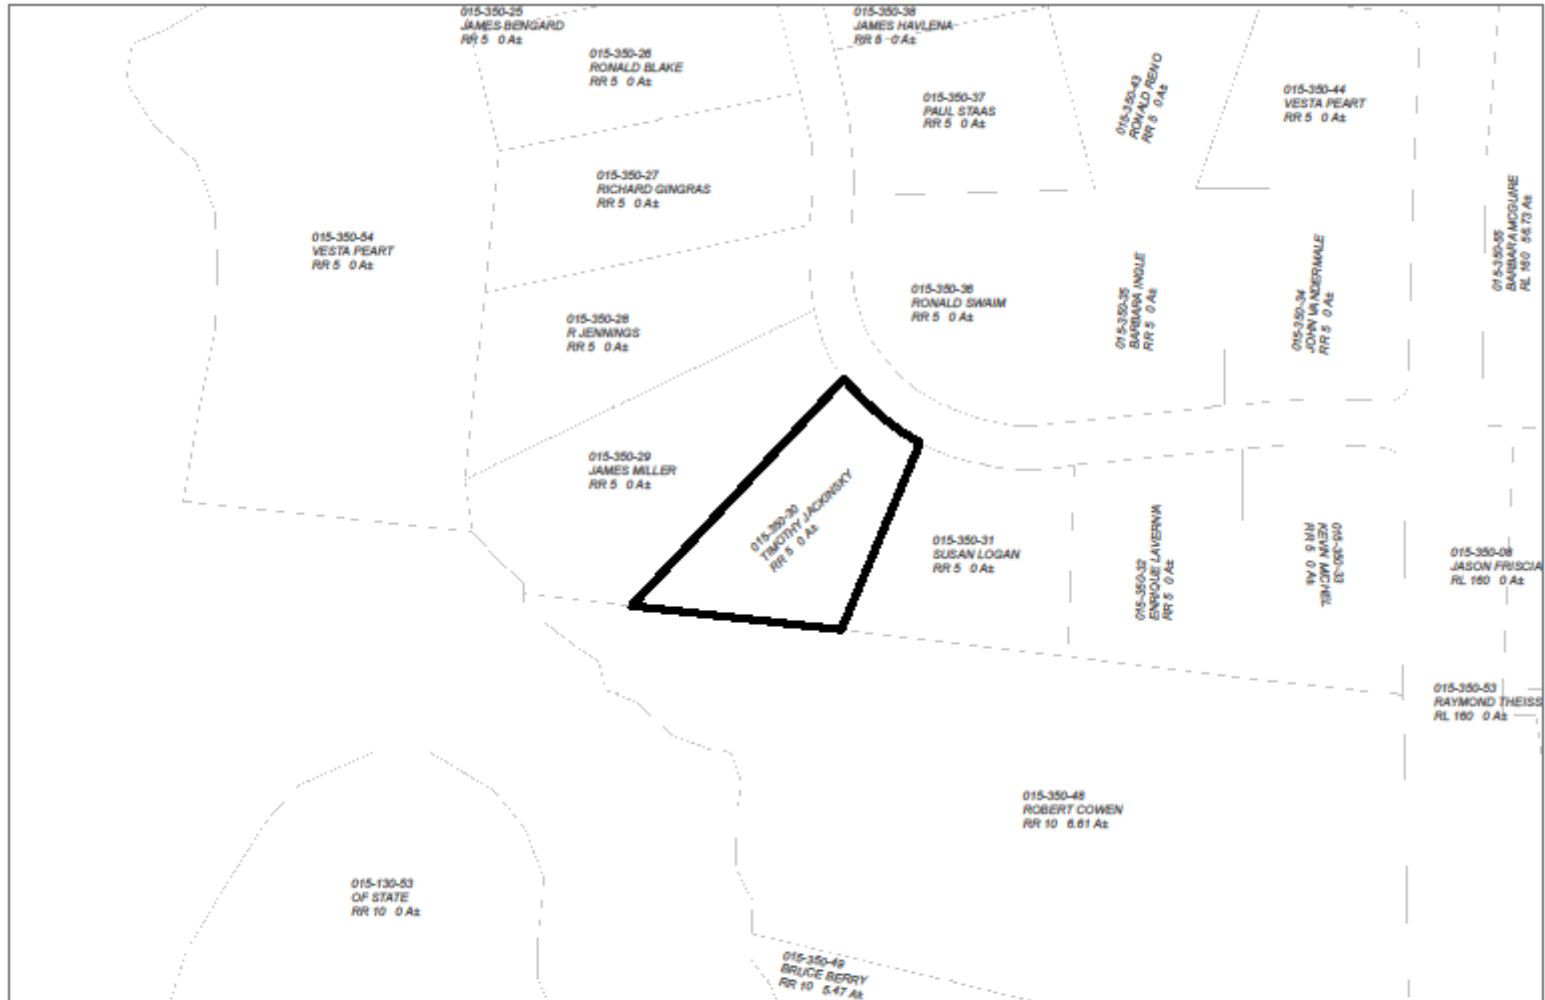 015-350-25
JAMES BENGARD
RR 5 0 A±
015-350-38
JAMES HAVLENA
RR 5 0 A±
015-350-26
RONALD BLAKE
RR 5 0 A±
015-350-37
PAUL STAAS
RR 5 0 A±
015-350-43
RONALD RENO
RR 5 0 A±
015-350-44
VESTA PEART
RR 5 0 A±
015-350-27
RICHARD GINGRAS
RR 5 0 A±
015-350-55
BARBARA MCGUIRE
RL 160 56.73 A±
015-350-54
VESTA PEART
RR 5 0 A±
015-350-36
RONALD SWAIM
RR 5 0 A±
015-350-35
BARBARA INGLE
RR 5 0 A±
015-350-34
JOHN VANDERMALE
RR 5 0 A±
015-350-28
R JENNINGS
RR 5 0 A±
015-350-29
JAMES MILLER
RR 5 0 A±
015-350-30
TIMOTHY JACKINSKY
RR 5 0 A±
015-350-31
SUSAN LOGAN
RR 5 0 A±
015-350-32
ENRIQUE LAVERNIA
RR 5 0 A±
015-350-33
KEVIN
RR 5 0 A±
015-350-08
JASON FRISCIA
RL 160 0 A±
015-350-53
RAYMOND THEISS
RL 160 0 A±
015-350-48
ROBERT COWEN
RR 10 6.61 A±
015-130-53
OF STATE
RR 10 0 A±
015-350-49
BRUCE BERRY
RR 10 5.47 A±